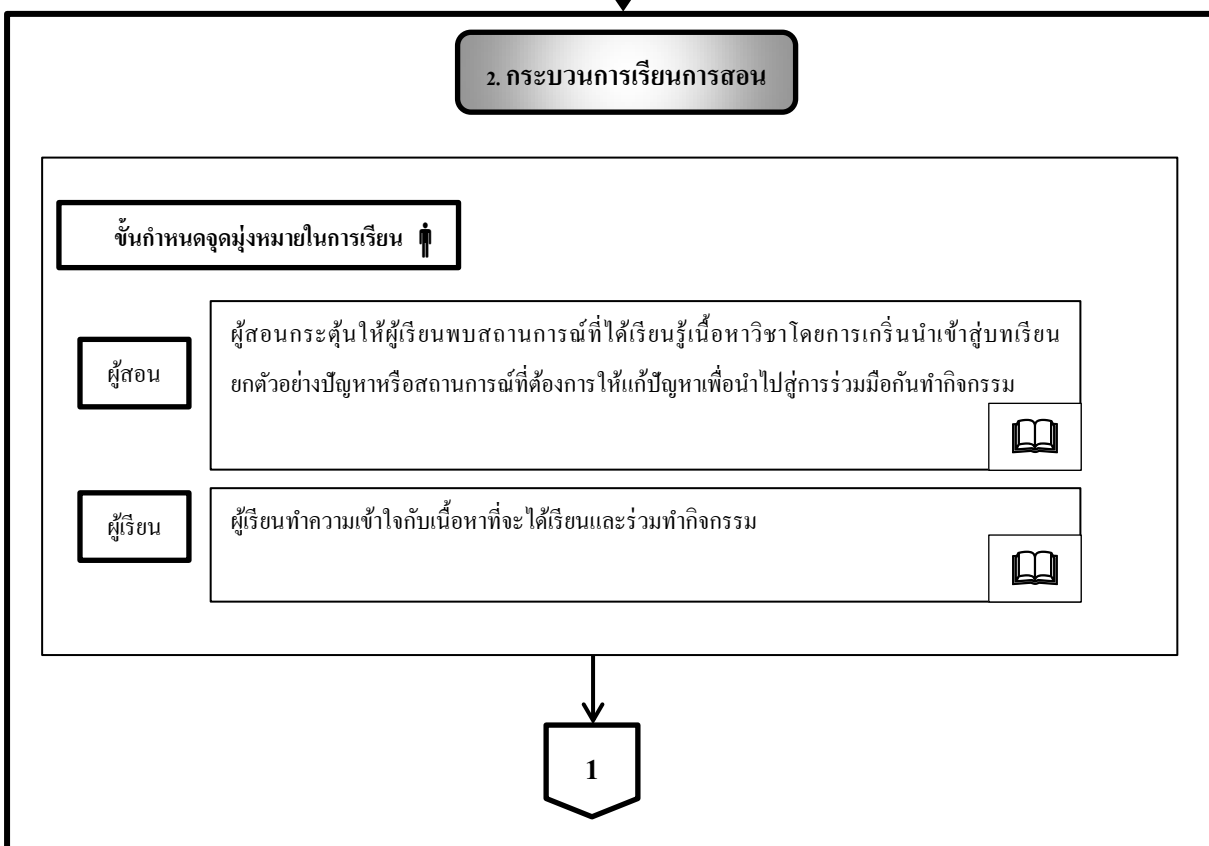 2. กระบวนการเรียนการสอน
ขั้นกำหนดจุดมุ่งหมายในการเรียน
ผู้สอน
ผู้สอนกระตุ้นให้ผู้เรียนพบสถานการณ์ที่ได้เรียนรู้เนื้อหาวิชาโดยการเกริ่นนำเข้าสู่บทเรียน
ยกตัวอย่างปัญหาหรือสถานการณ์ที่ต้องการให้แก้ปัญหาเพื่อนำไปสู่การร่วมมือกันทำกิจกรรม
ผู้เรียน
ผู้เรียนทำความเข้าใจกับเนื้อหาที่จะได้เรียนและร่วมทำกิจกรรม
1